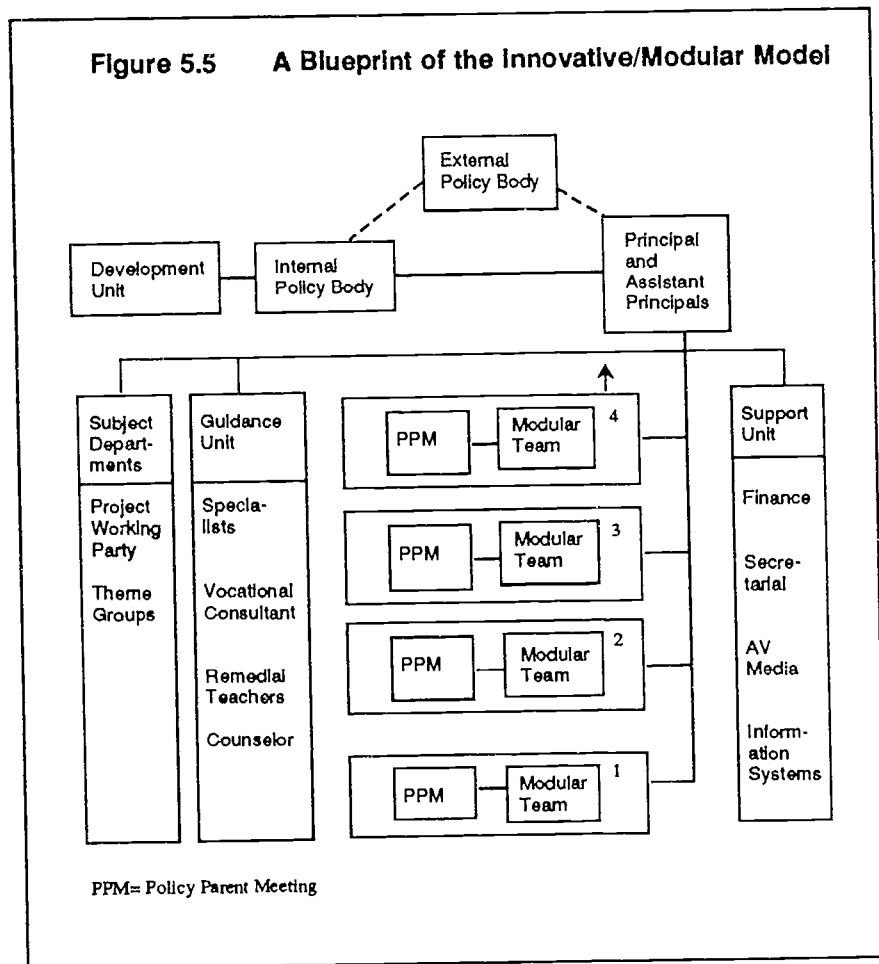 Figure 5.5 A Blueprint of the Innovative/Modular Model
External
Policy Body
Development
Unit
Internal
Policy Body
Principal
and
Assistant
Principals
Subject
Depart-
ments
Project
Working
Party
Theme
Groups
Guidance
Unit
Specia-
lists
Vocational
Consultant
Remedial
Teachers
Counselor
PPM
Modular
Team
4
PPM
Modular
Team
3
PPM
Modular
Team
2
PPM
Modular
Team
1
Support
Unit
Finance
Secre-
tarial
AV
Media
Inform-
ation
Systems
PPM= Policy Parent Meeting